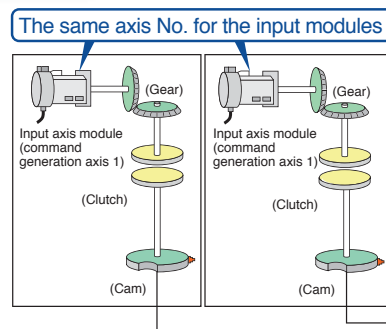 The same axis No. for the input modules
(Gear)
Input axis module
(command
generation axis 1)
(Clutch)
(Cam)
(Gear)
Input axis module
(command
generation axis 1)
(Clutch)
(Cam)